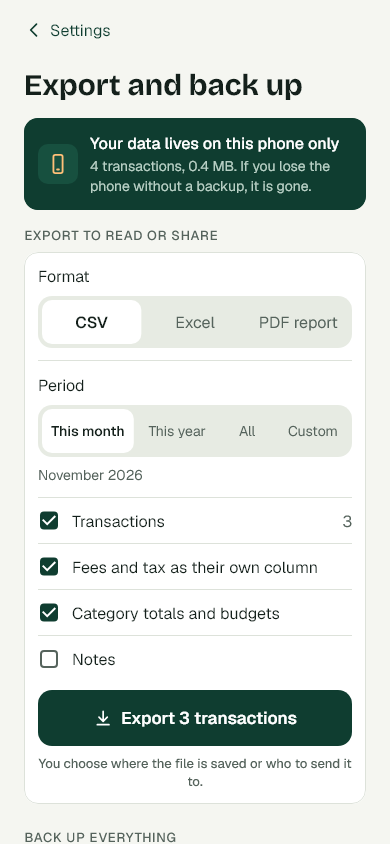 Settings
Export and back up
Your data lives on this phone only
4 transactions, 0.4 MB. If you lose the
phone without a backup, it is gone.
EXPORT TO READ OR SHARE
Format
CSV Excel PDF report
Period
This month This year All Custom
November 2026
Transactions 3
Fees and tax as their own column
Category totals and budgets
Notes
Export 3 transactions
You choose where the file is saved or who to send it
to.
BACK UP EVERYTHING